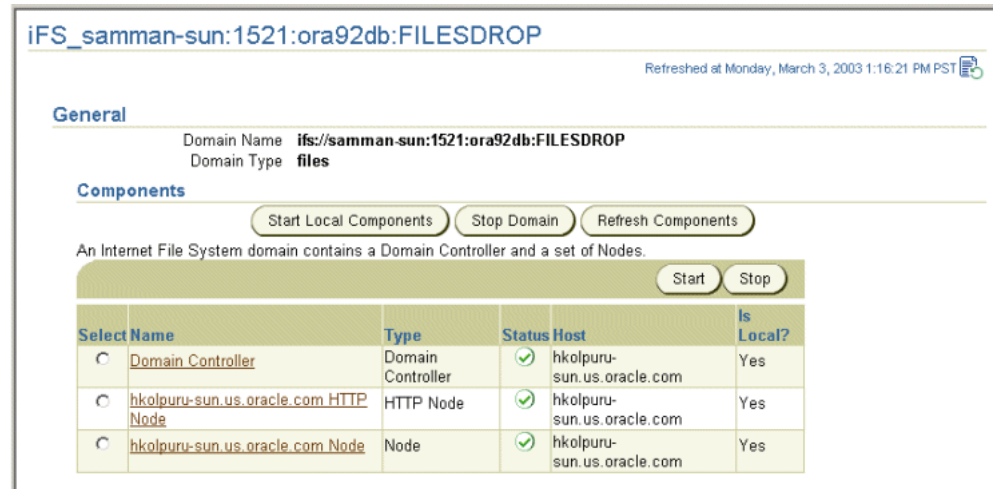 iFS_samman-sun:1521:ora92db:FILESDROP
Refreshed at Monday, March 3, 2003 1:16:21 PM PST
General
Domain Name ifs://samman-sun:1521:ora92db:FILESDROP
Domain Type files
Components
Start Local Components Stop Domain Refresh Components
An Internet File System domain contains a Domain Controller and a set of Nodes.
Start Stop
Select Name Type Status Host Is Local?
Domain Controller Domain Controller hkolpuru-sun.us.oracle.com Yes
hkolpuru-sun.us.oracle.com HTTP Node HTTP Node hkolpuru-sun.us.oracle.com Yes
hkolpuru-sun.us.oracle.com Node Node hkolpuru-sun.us.oracle.com Yes